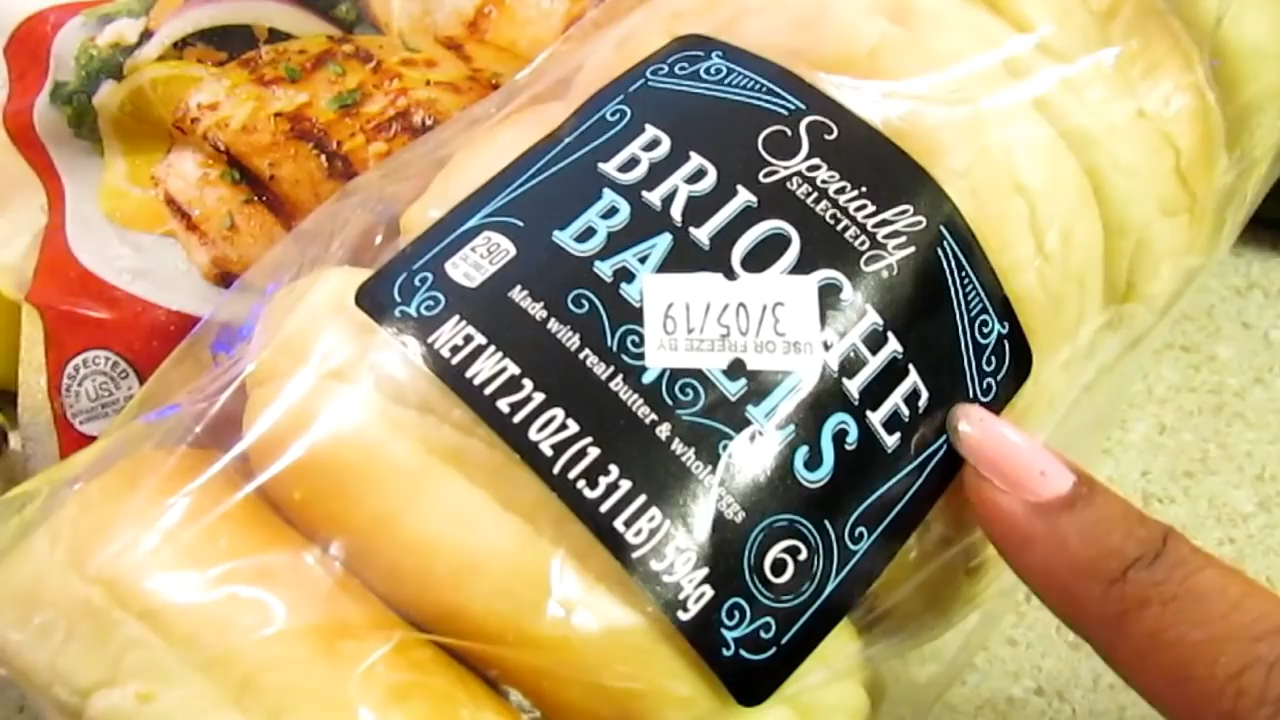 Specially
SELECTED
BRIOCHE
290
CALORIES
Made with real butter & whole eggs
NET WT 21 OZ (1.31 LB) 594g
6
USE OR FREEZE BY
3/05/19
INSPECTED
U.S.